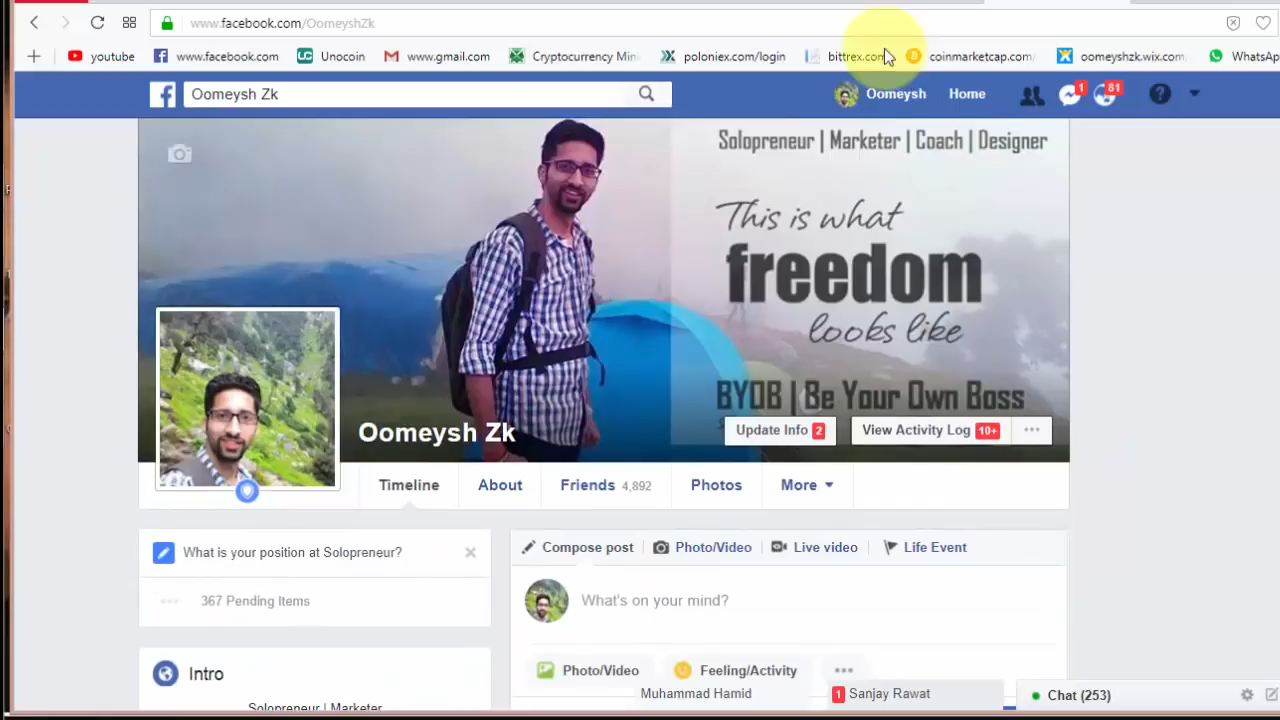 www.facebook.com/OomeyshZk
youtube
www.facebook.com
Unocoin
www.gmail.com
Cryptocurrency Min
poloniex.com/login
bittrex.com
coinmarketcap.com/
oomeyshzk.wix.com
WhatsAp
Oomeysh Zk
Oomeysh
Home
1
81
Solopreneur | Marketer | Coach | Designer
This is what
freedom
looks like
BYOB | Be Your Own Boss
Oomeysh Zk
Update Info 2
View Activity Log 10+
Timeline
About
Friends 4,892
Photos
More
What is your position at Solopreneur?
367 Pending Items
Compose post
Photo/Video
Live video
Life Event
What's on your mind?
Intro
Solopreneur | Marketer
Photo/Video
Feeling/Activity
Muhammad Hamid
1 Sanjay Rawat
Chat (253)